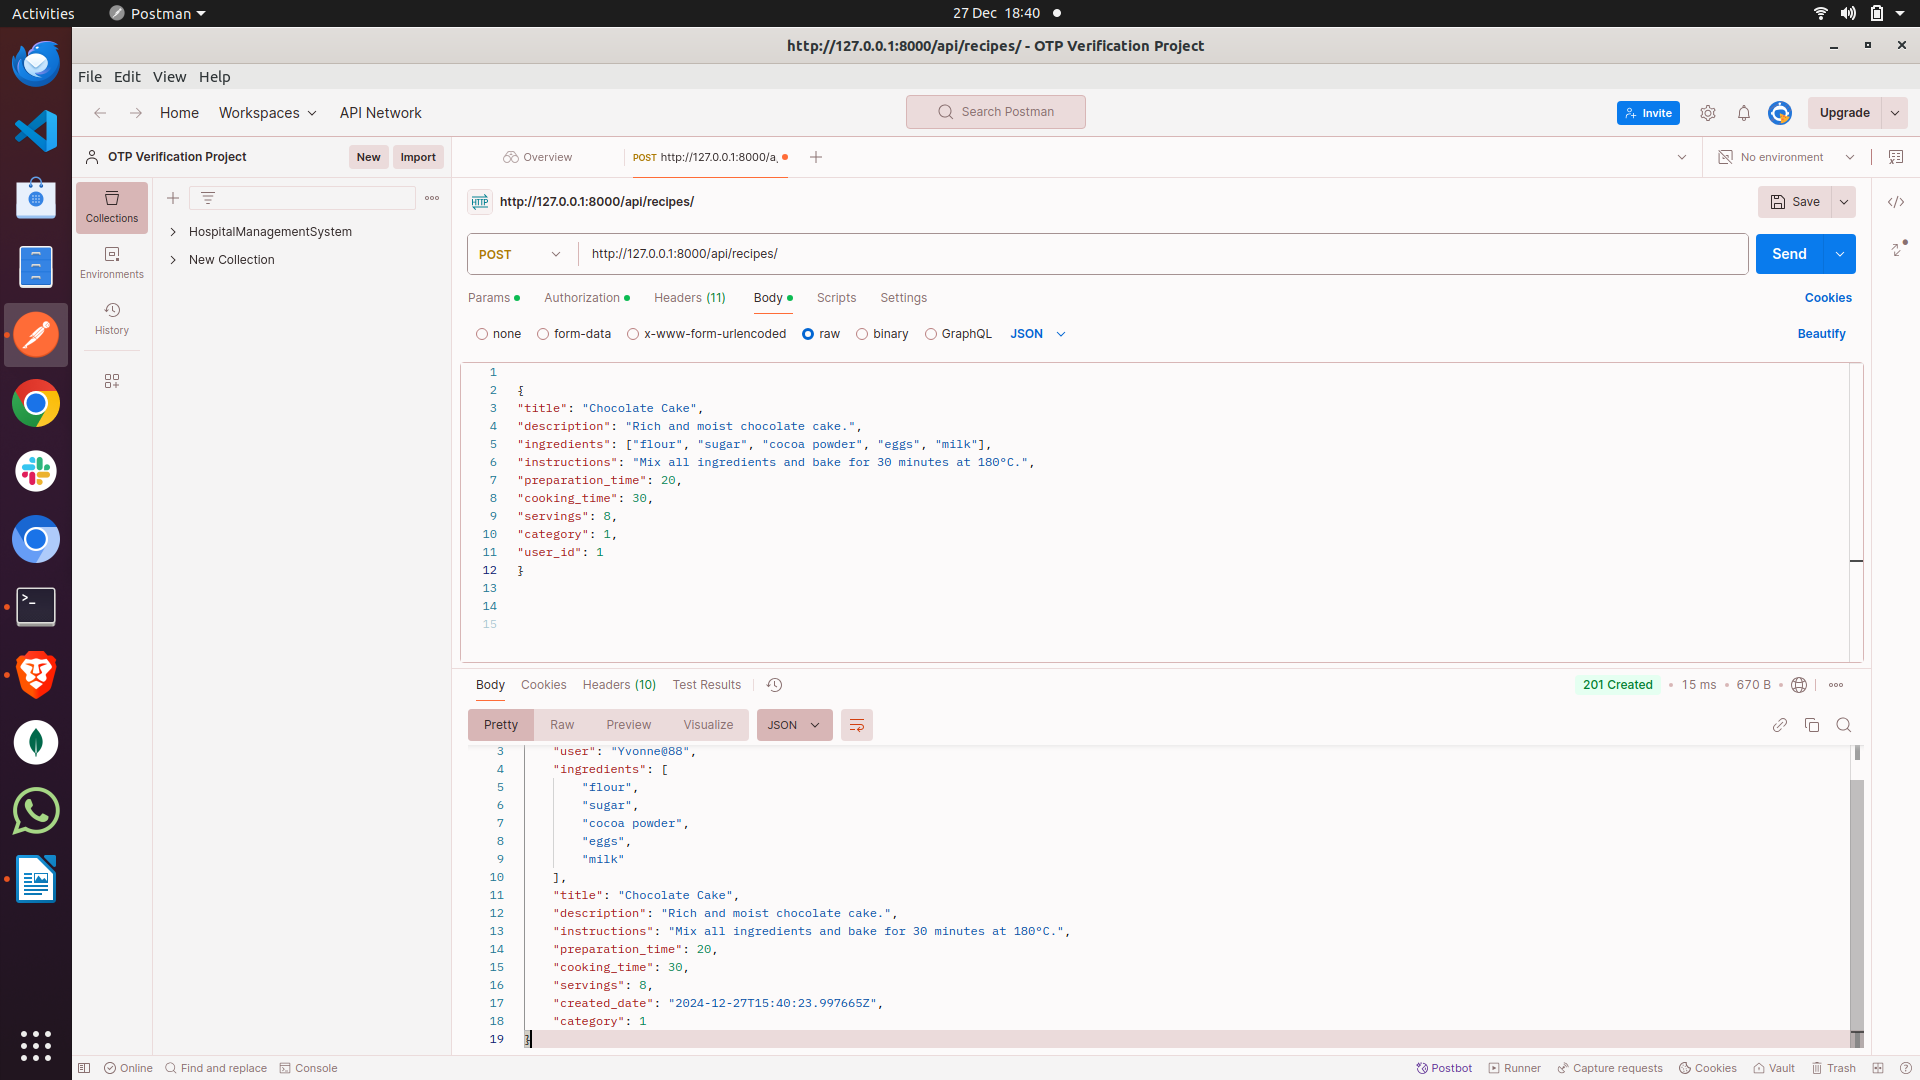 Activities
Postman
27 Dec 18:40
http://127.0.0.1:8000/api/recipes/ - OTP Verification Project
File Edit View Help
Home Workspaces API Network
Search Postman
Invite
Upgrade
OTP Verification Project
New Import
Overview
POST http://127.0.0.1:8000/a
No environment
Collections
Environments
History
HospitalManagementSystem
New Collection
HTTP http://127.0.0.1:8000/api/recipes/
Save
POST http://127.0.0.1:8000/api/recipes/
Send
Params Authorization Headers (11) Body Scripts Settings
Cookies
none form-data x-www-form-urlencoded raw binary GraphQL JSON
Beautify
1
2 {
3 "title": "Chocolate Cake",
4 "description": "Rich and moist chocolate cake.",
5 "ingredients": ["flour", "sugar", "cocoa powder", "eggs", "milk"],
6 "instructions": "Mix all ingredients and bake for 30 minutes at 180°C.",
7 "preparation_time": 20,
8 "cooking_time": 30,
9 "servings": 8,
10 "category": 1,
11 "user_id": 1
12 }
13
14
15
Body Cookies Headers (10) Test Results
201 Created • 15 ms • 670 B
Pretty Raw Preview Visualize JSON
3 "user": "Yvonne@88",
4 "ingredients": [
5 "flour",
6 "sugar",
7 "cocoa powder",
8 "eggs",
9 "milk"
10 ],
11 "title": "Chocolate Cake",
12 "description": "Rich and moist chocolate cake.",
13 "instructions": "Mix all ingredients and bake for 30 minutes at 180°C.",
14 "preparation_time": 20,
15 "cooking_time": 30,
16 "servings": 8,
17 "created_date": "2024-12-27T15:40:23.997665Z",
18 "category": 1
19 }
Online Find and replace Console
Postbot Runner Capture requests Cookies Vault Trash